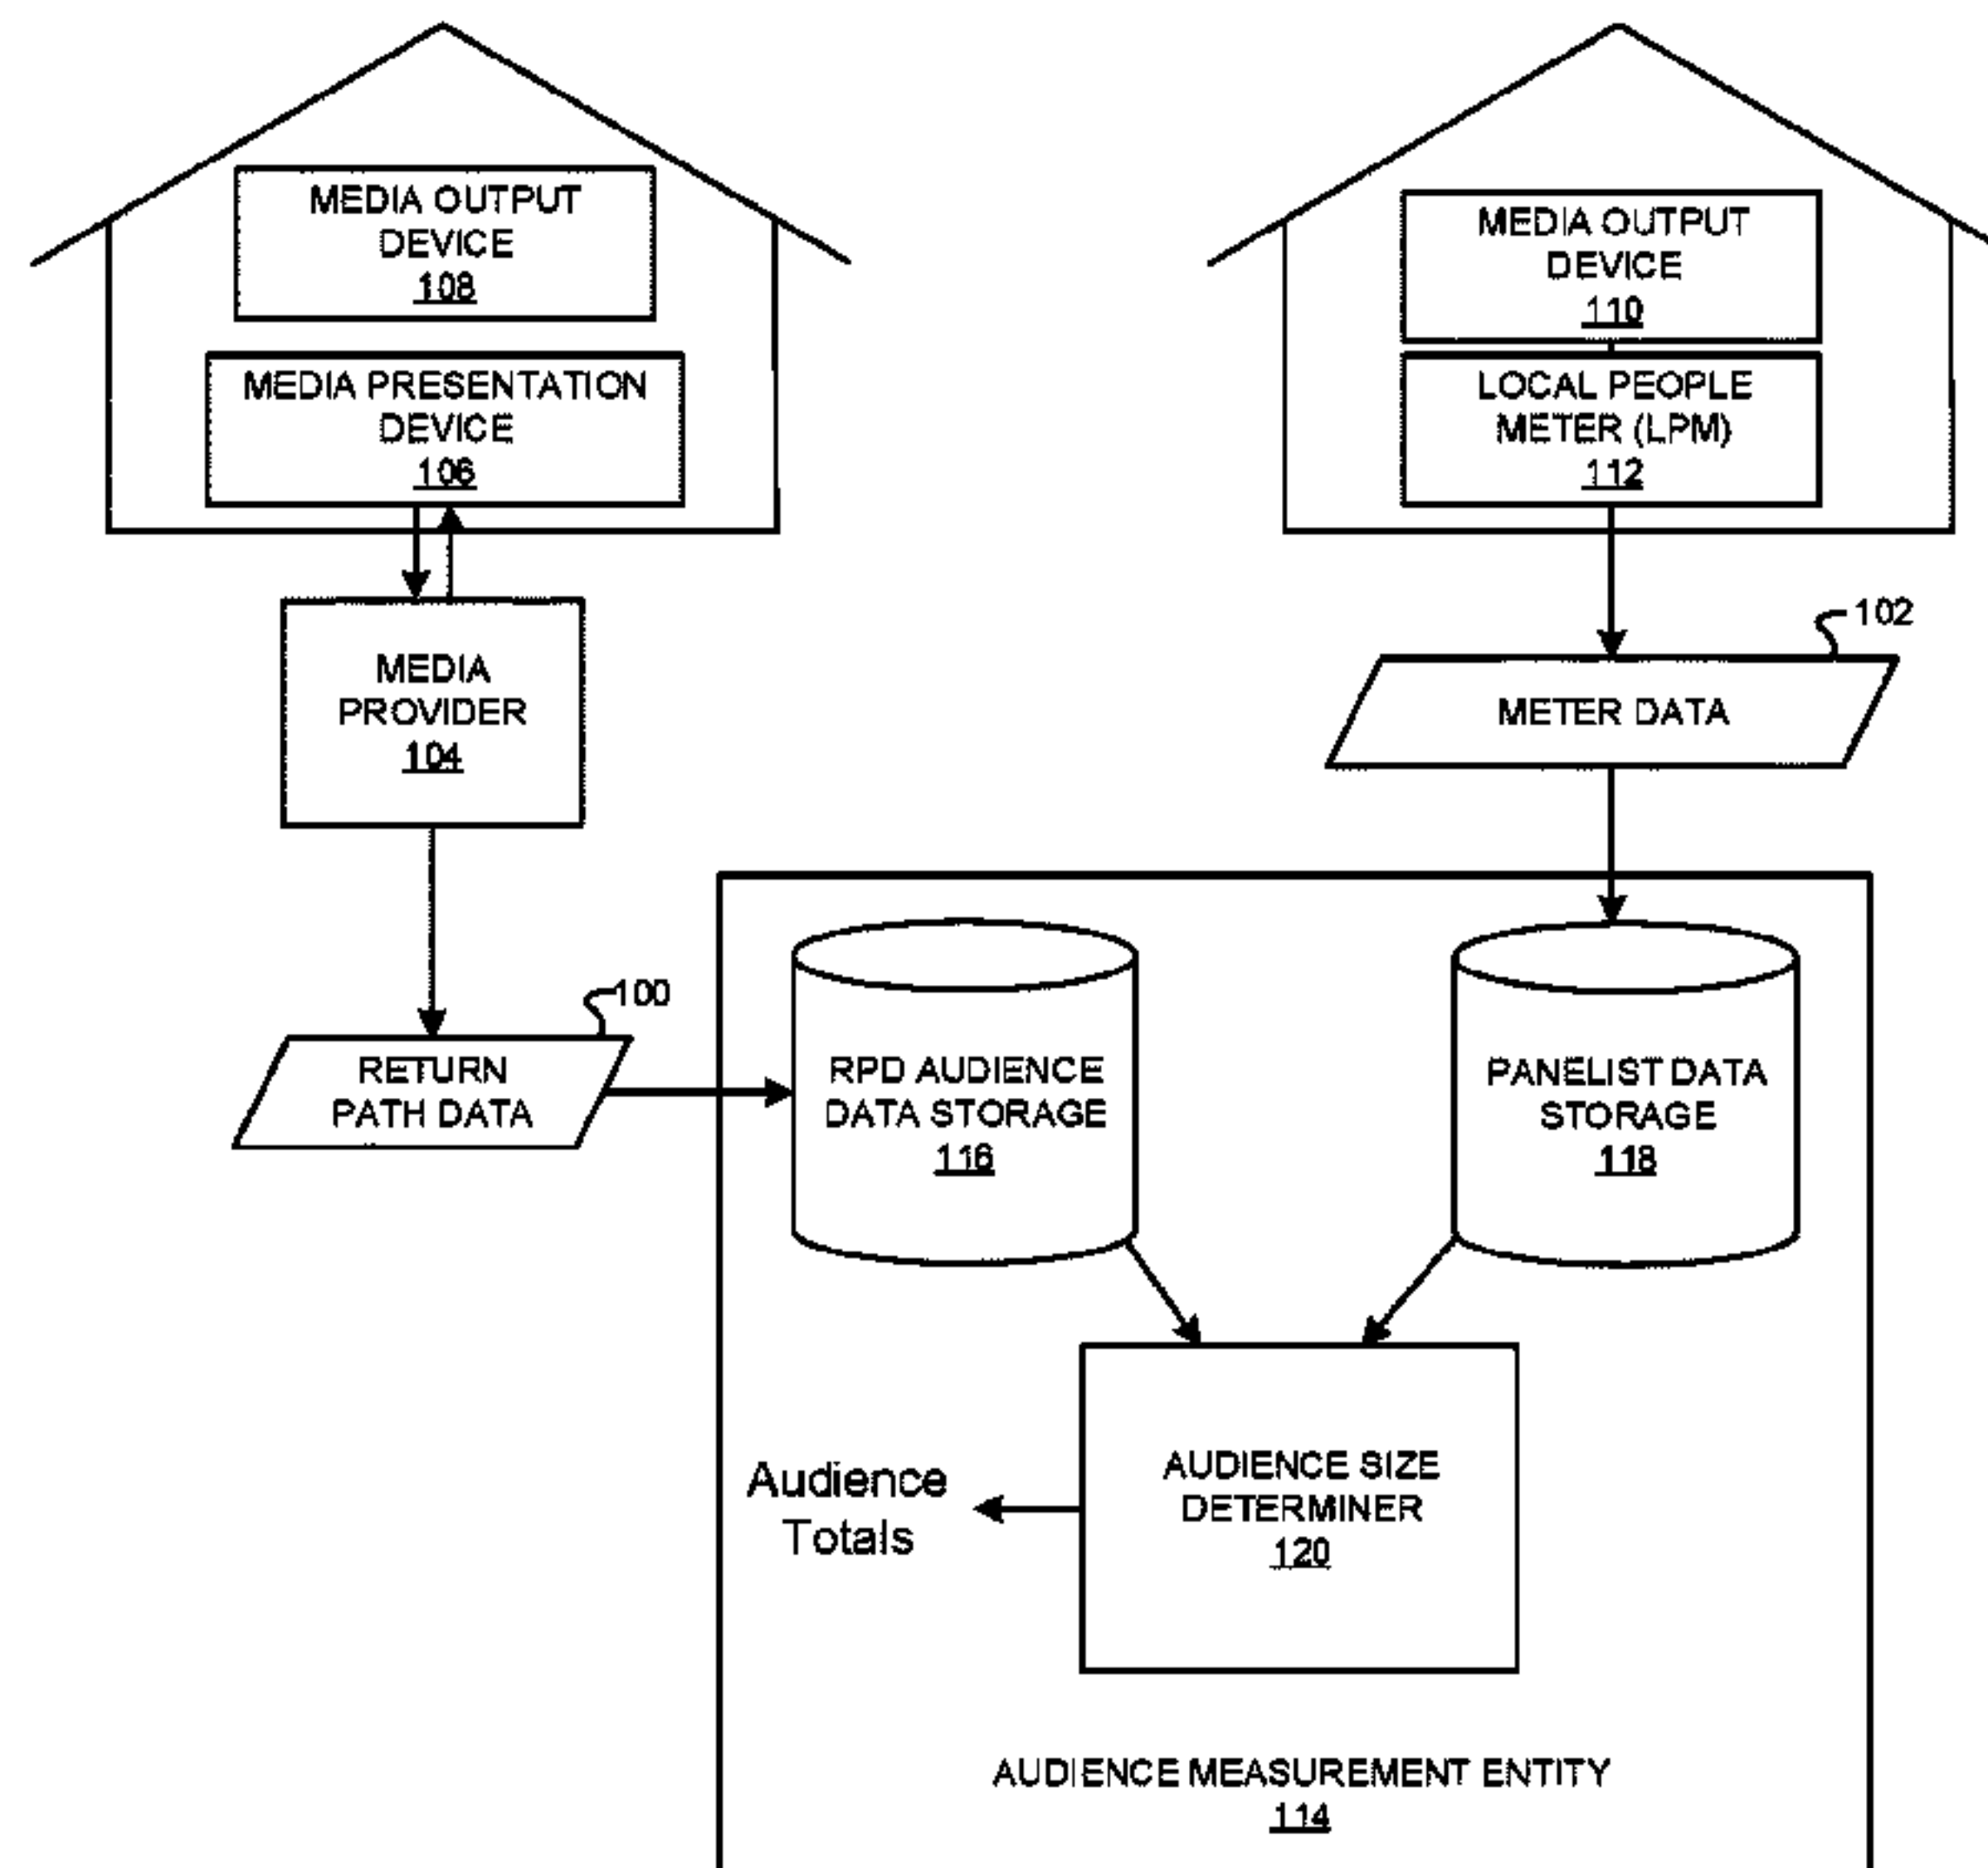 MEDIA OUTPUT
DEVICE
108
MEDIA PRESENTATION
DEVICE
106
MEDIA OUTPUT
DEVICE
110
LOCAL PEOPLE
METER (LPM)
112
MEDIA
PROVIDER
104
102
METER DATA
100
RETURN
PATH DATA
RPD AUDIENCE
DATA STORAGE
116
PANELIST DATA
STORAGE
118
AUDIENCE SIZE
DETERMINER
120
Audience
Totals
AUDIENCE MEASUREMENT ENTITY
114